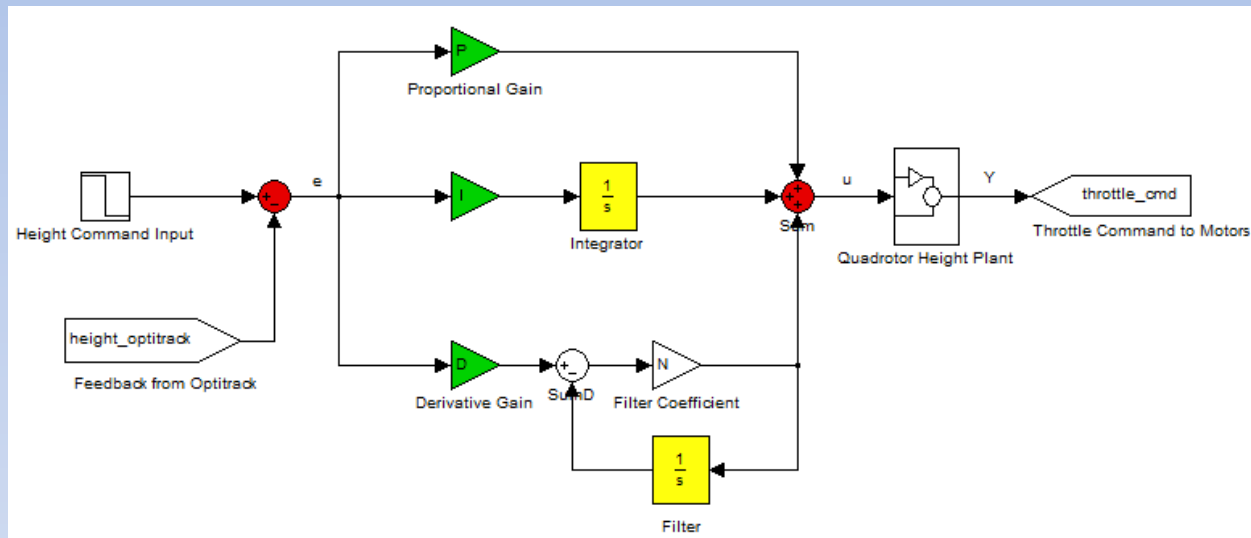 P
Proportional Gain
e
+
−
Height Command Input
I
1
s
Integrator
+
+
+
Sum
u
Quadrotor Height Plant
Y
throttle_cmd
Throttle Command to Motors
height_optitrack
Feedback from Optitrack
D
Derivative Gain
+
−
SumD
N
Filter Coefficient
1
s
Filter